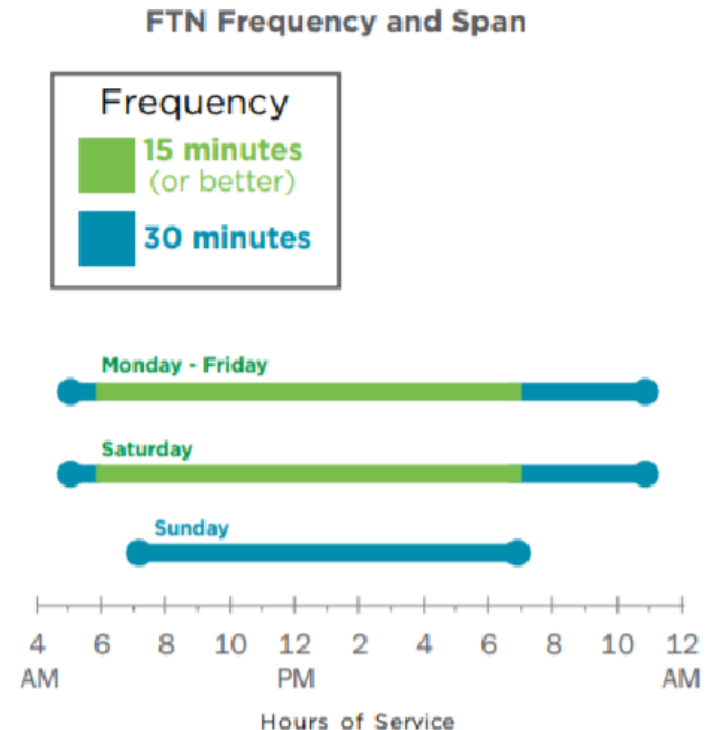 FTN Frequency and Span
Frequency
15 minutes
(or better)
30 minutes
Monday - Friday
Saturday
Sunday
4 6 8 10 12 2 4 6 8 10 12
AM PM AM
Hours of Service